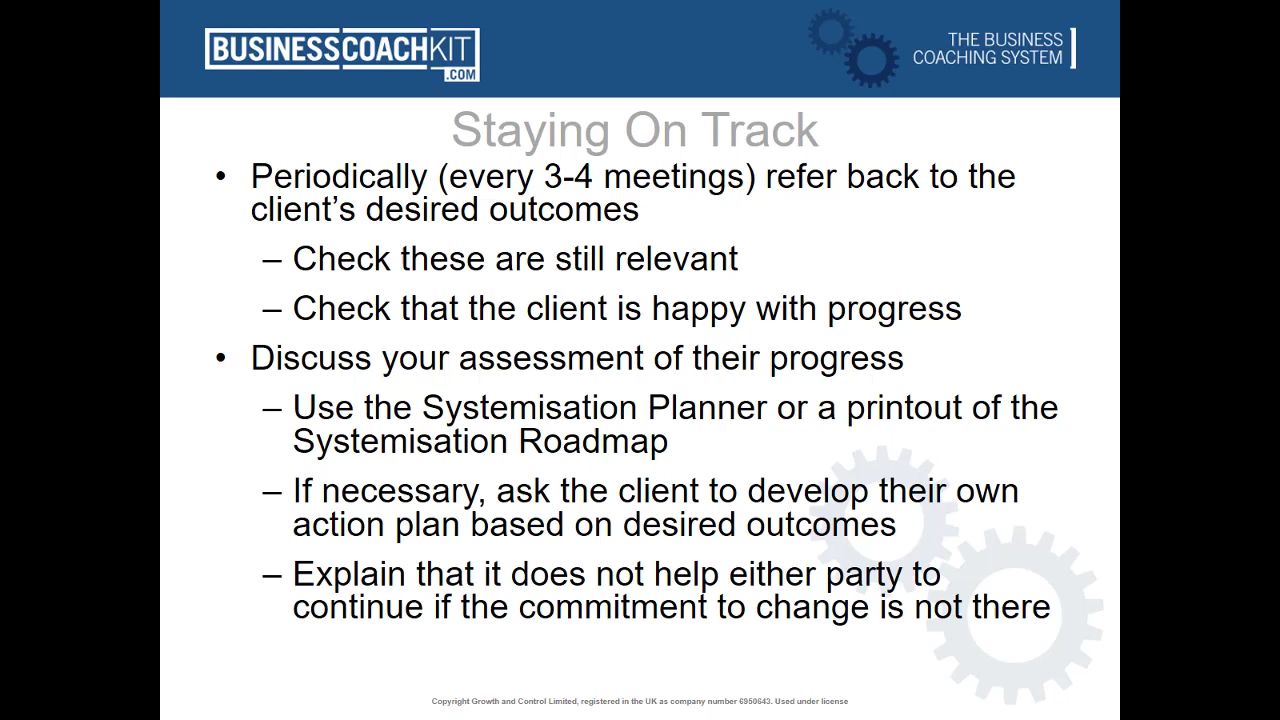 BUSINESSCOACHKIT
.COM
THE BUSINESS
COACHING SYSTEM
Staying On Track
• Periodically (every 3-4 meetings) refer back to the
client’s desired outcomes
– Check these are still relevant
– Check that the client is happy with progress
• Discuss your assessment of their progress
– Use the Systemisation Planner or a printout of the
Systemisation Roadmap
– If necessary, ask the client to develop their own
action plan based on desired outcomes
– Explain that it does not help either party to
continue if the commitment to change is not there
Copyright Growth and Control Limited, registered in the UK as company number 6950643. Used under license